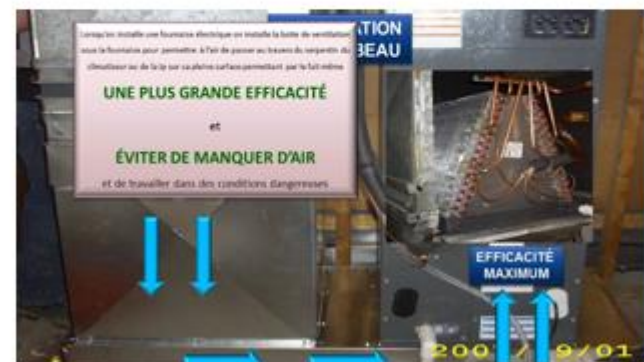 Lorsqu'on installe une fournaise électrique on installe la boîte de ventilation
sous la fournaise pour permettre à l'air de passer au travers du serpentin du
climatiseur ou de la tp sur sa pleine surface permettant par le fait même
UNE PLUS GRANDE EFFICACITÉ
et
ÉVITER DE MANQUER D'AIR
et de travailler dans des conditions dangereuses
ATION
BEAU
EFFICACITÉ
MAXIMUM
9/01